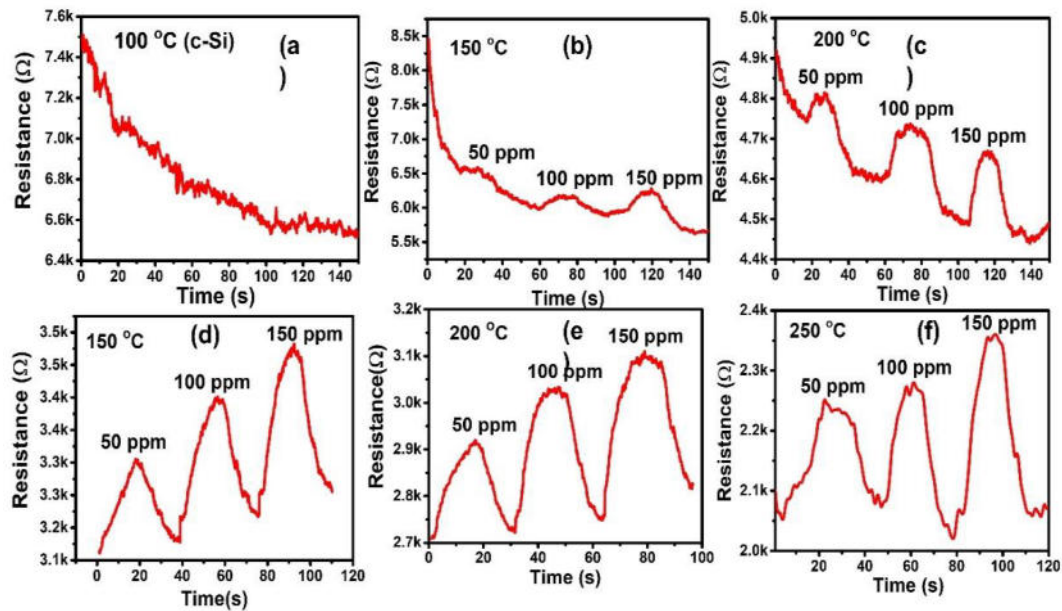 7.6k
7.4k
7.2k
7.0k
6.8k
6.6k
6.4k
Resistance (Ω)
100 °C (c-Si)
(a
)
0 20 40 60 80 100 120 140
Time (s)
8.5k
8.0k
7.5k
7.0k
6.5k
6.0k
5.5k
Resistance (Ω)
150 °C
(b)
50 ppm
100 ppm
150 ppm
0 20 40 60 80 100 120 140
Time (s)
5.0k
4.9k
4.8k
4.7k
4.6k
4.5k
4.4k
Resistance (Ω)
200 °C
(c
)
50 ppm
100 ppm
150 ppm
0 20 40 60 80 100 120 140
Time (s)
3.5k
3.5k
3.4k
3.4k
3.3k
3.3k
3.2k
3.1k
Resistance (Ω)
150 °C
(d)
50 ppm
100 ppm
150 ppm
0 20 40 60 80 100 120
Time(s)
3.2k
3.1k
3.0k
2.9k
2.8k
2.7k
Resistance(Ω)
200 °C
(e
)
50 ppm
100 ppm
150 ppm
0 20 40 60 80 100
Time (s)
2.4k
2.3k
2.2k
2.1k
2.0k
Resistance (Ω)
250 °C
(f)
50 ppm
100 ppm
150 ppm
20 40 60 80 100 120
Time (s)